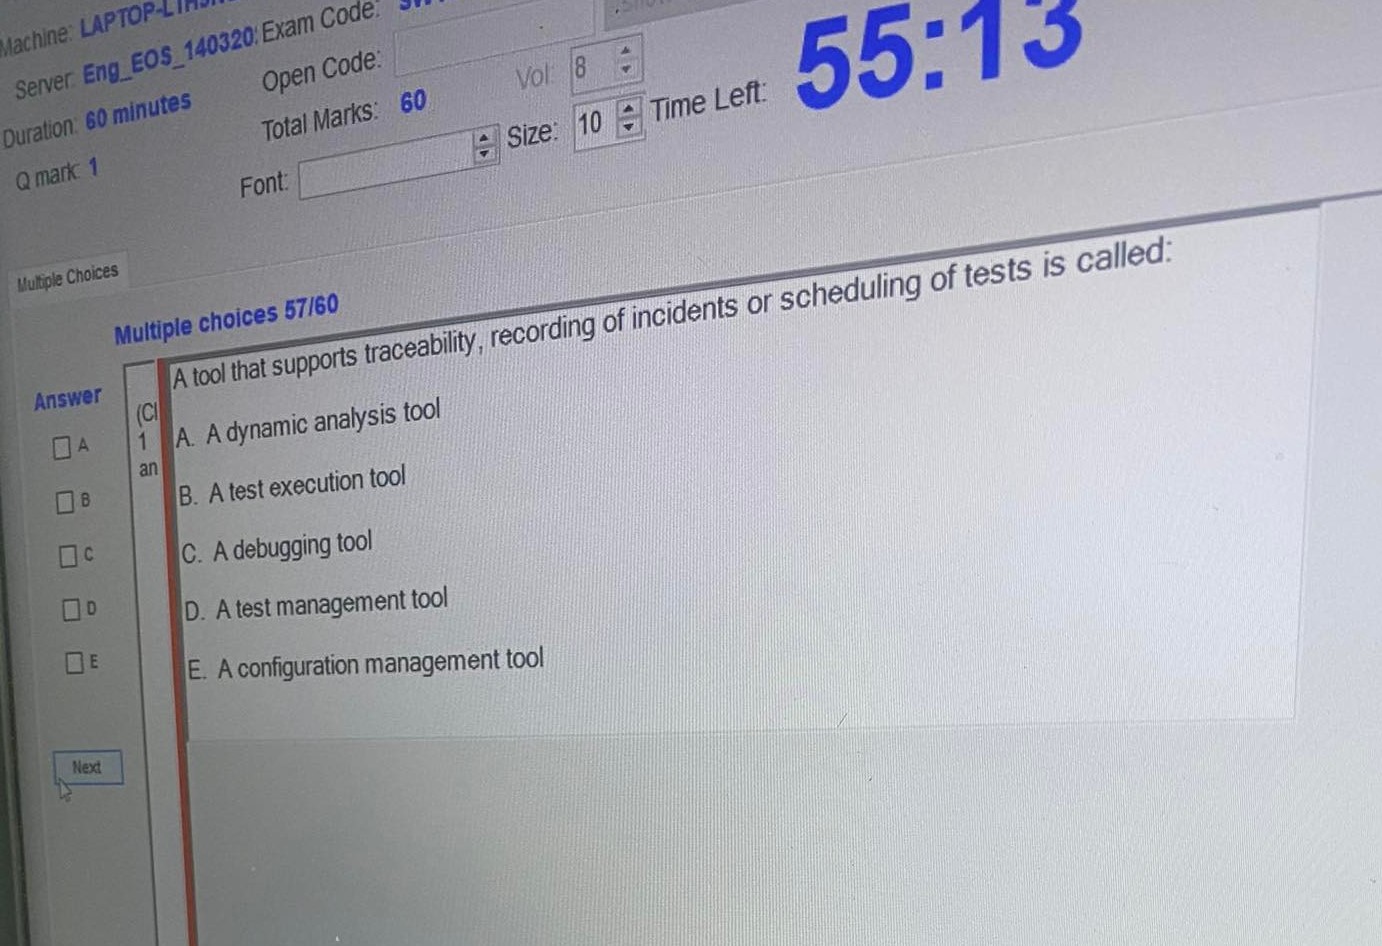 Machine:
Server: Eng_EOS_140320: Exam Code:
Duration: 60 minutes Open Code: Vol: 8
Q mark: 1 Total Marks: 60
Font: Size: 10 Time Left: 55:13
Multiple Choices
Multiple choices 57/60
Answer
A
B
C
D
E
Next
(Cl
1
an
A tool that supports traceability, recording of incidents or scheduling of tests is called:
A. A dynamic analysis tool
B. A test execution tool
C. A debugging tool
D. A test management tool
E. A configuration management tool